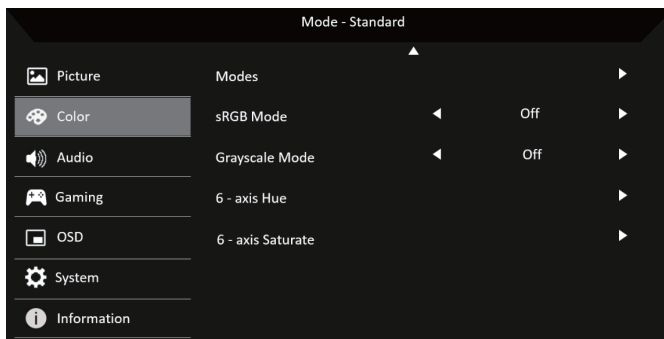 Mode - Standard
Picture
Modes
Color
sRGB Mode Off
Audio
Grayscale Mode Off
Gaming
6 - axis Hue
OSD
6 - axis Saturate
System
Information